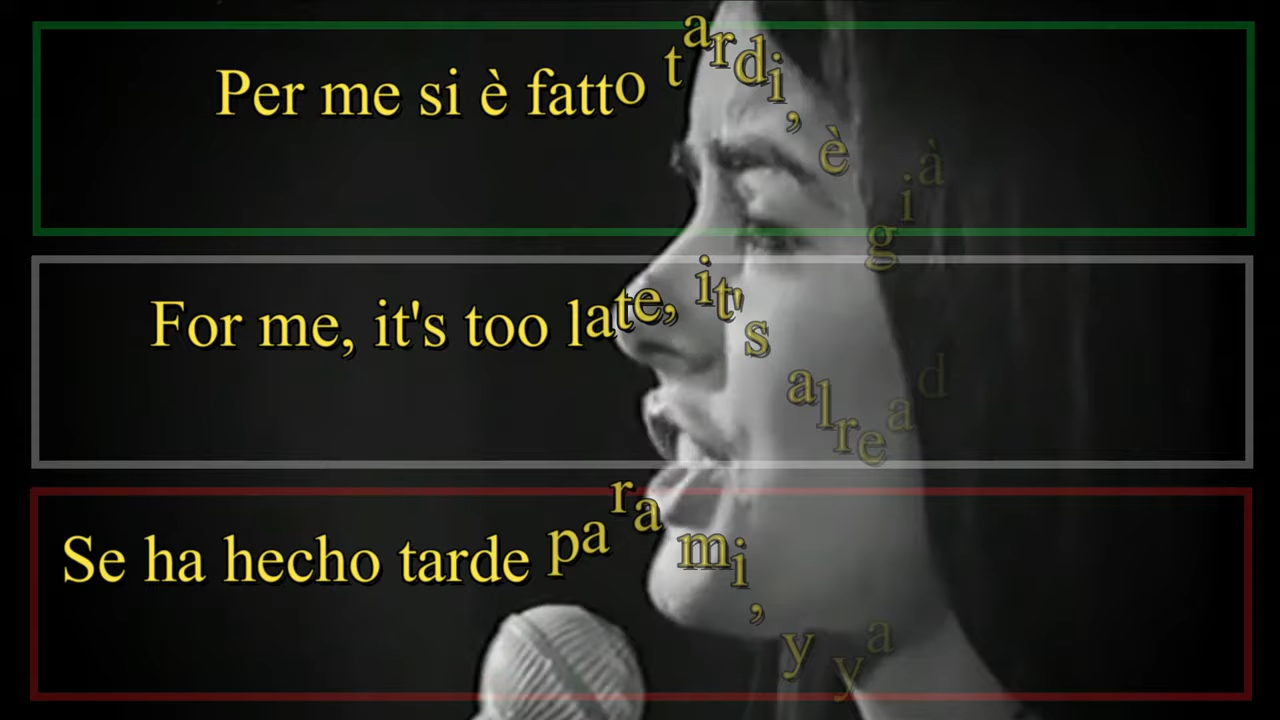 Per me si è fatto tardi, è già
For me, it's too late, it's alread
Se ha hecho tarde para mi, y ya